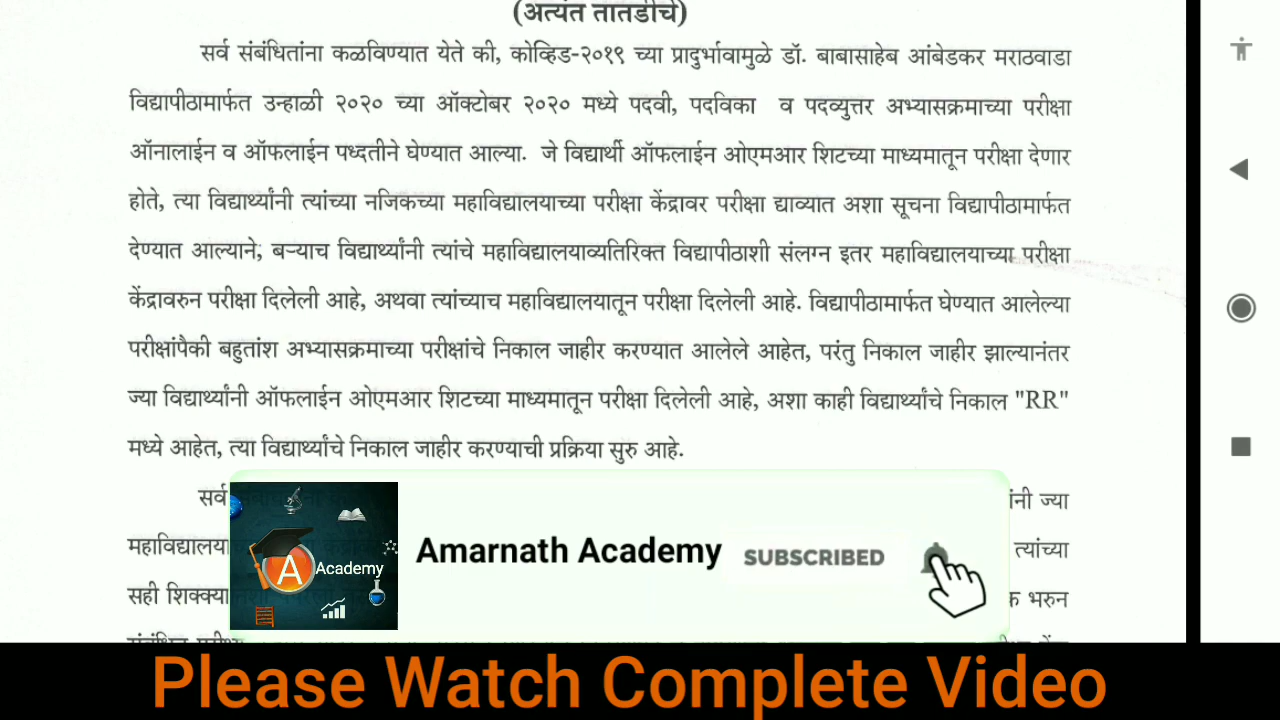 (अत्यंत तातडीचे)
सर्व संबंधितांना कळविण्यात येते की, कोव्हिड-२०१९ च्या प्रादुर्भावामुळे डॉ. बाबासाहेब आंबेडकर मराठवाडा
विद्यापीठामार्फत उन्हाळी २०२० च्या ऑक्टोबर २०२० मध्ये पदवी, पदविका व पदव्युत्तर अभ्यासक्रमाच्या परीक्षा
ऑनालाईन व ऑफलाईन पध्दतीने घेण्यात आल्या. जे विद्यार्थी ऑफलाईन ओएमआर शिटच्या माध्यमातून परीक्षा देणार
होते, त्या विद्यार्थ्यांनी त्यांच्या नजिकच्या महाविद्यालयाच्या परीक्षा केंद्रावर परीक्षा द्याव्यात अशा सूचना विद्यापीठामार्फत
देण्यात आल्याने; बऱ्याच विद्यार्थ्यांनी त्यांचे महाविद्यालयाव्यतिरिक्त विद्यापीठाशी संलग्न इतर महाविद्यालयाच्या परीक्षा
केंद्रावरुन परीक्षा दिलेली आहे, अथवा त्यांच्याच महाविद्यालयातून परीक्षा दिलेली आहे. विद्यापीठामार्फत घेण्यात आलेल्या
परीक्षांपैकी बहुतांश अभ्यासक्रमाच्या परीक्षांचे निकाल जाहीर करण्यात आलेले आहेत, परंतु निकाल जाहीर झाल्यानंतर
ज्या विद्यार्थ्यांनी ऑफलाईन ओएमआर शिटच्या माध्यमातून परीक्षा दिलेली आहे, अशा काही विद्यार्थ्यांचे निकाल "RR"
मध्ये आहेत, त्या विद्यार्थ्यांचे निकाल जाहीर करण्याची प्रक्रिया सुरु आहे.
सर्व ज्या
त्यांच्या
सही भरुन
A Academy
Amarnath Academy SUBSCRIBED
Please Watch Complete Video